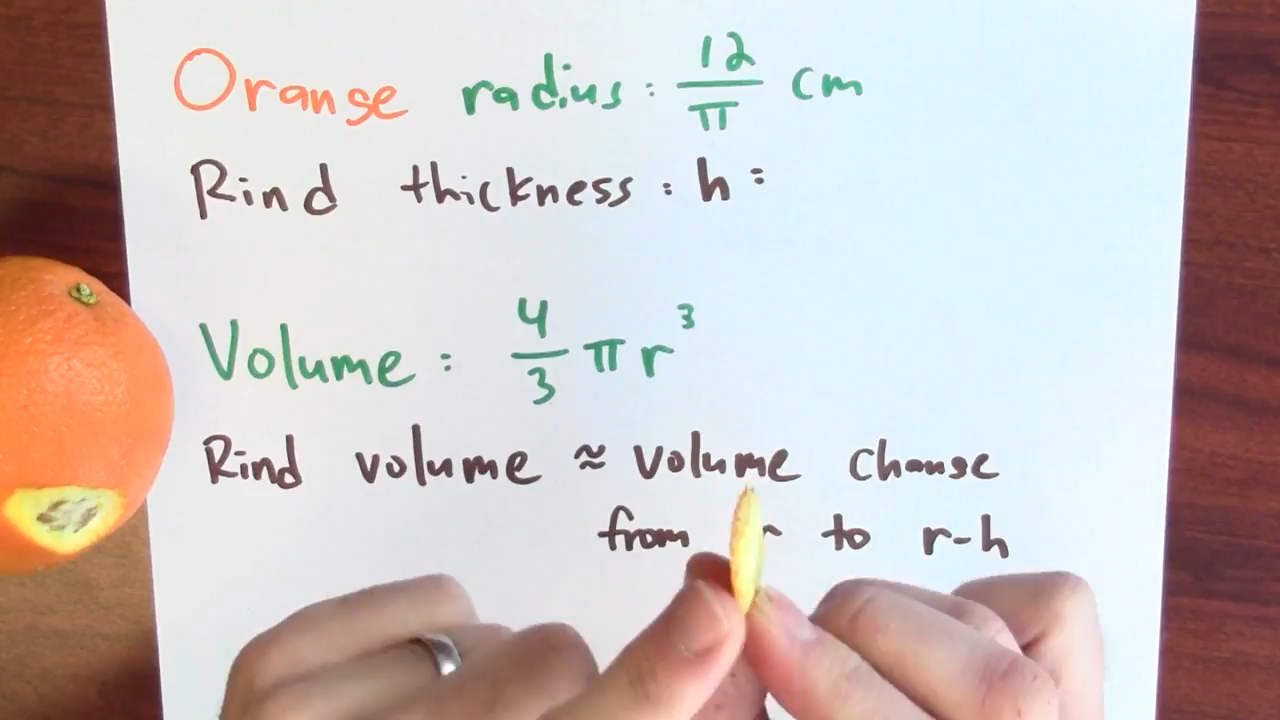 Orange radius: 12/π cm
Rind thickness: h:
Volume: 4/3 π r³
Rind volume ≈ volume change
from r to r-h